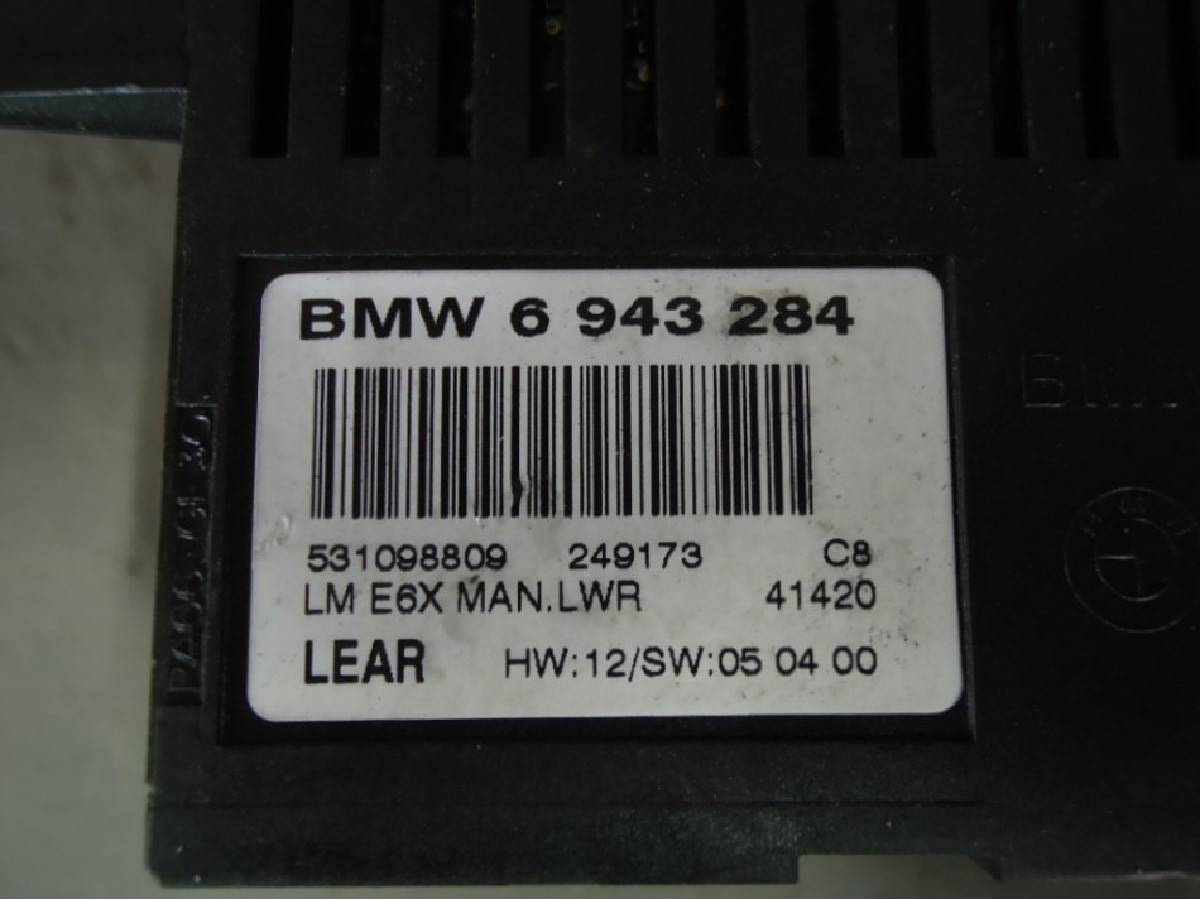 BMW 6 943 284
531098809 249173 C8
LM E6X MAN.LWR 41420
LEAR HW:12/SW:05 04 00